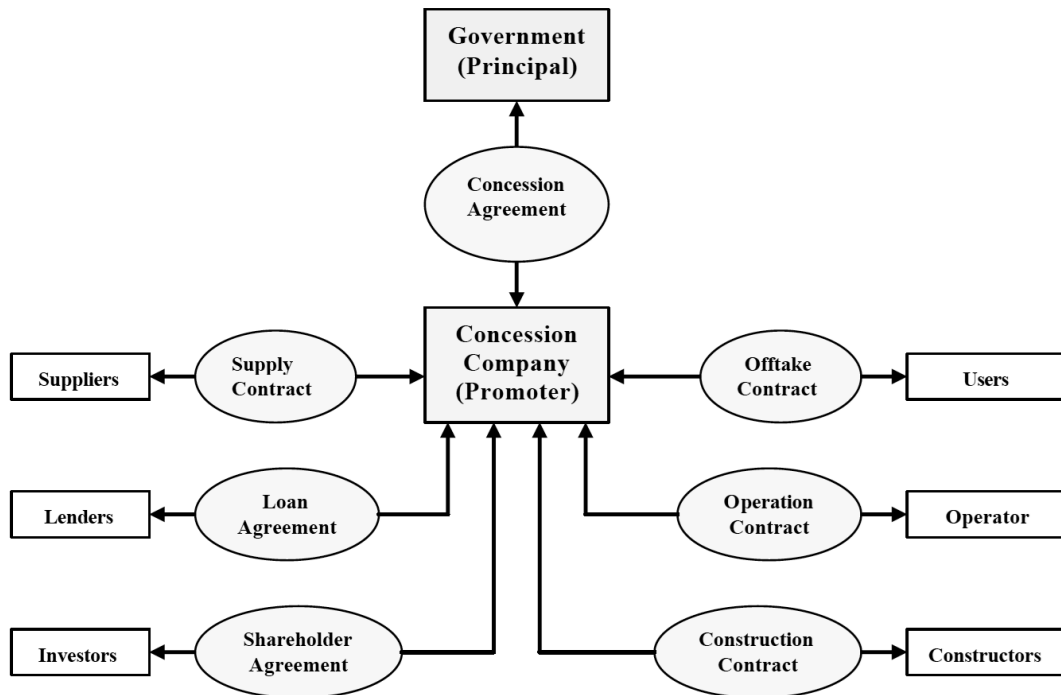 Government
(Principal)
Concession
Agreement
Concession
Company
(Promoter)
Suppliers
Supply
Contract
Offtake
Contract
Users
Lenders
Loan
Agreement
Operation
Contract
Operator
Investors
Shareholder
Agreement
Construction
Contract
Constructors